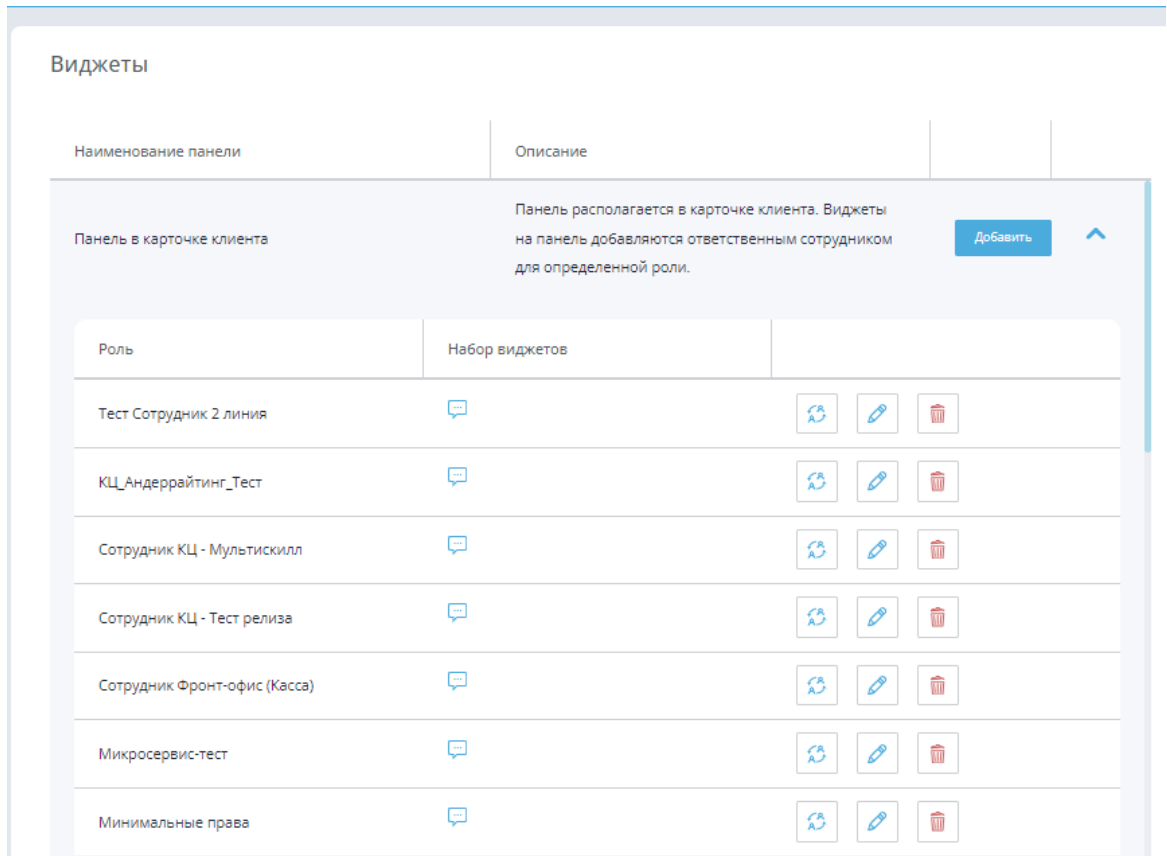 Виджеты
Наименование панели
Описание
Панель в карточке клиента
Панель располагается в карточке клиента. Виджеты
на панель добавляются ответственным сотрудником
для определенной роли.
Добавить
Роль
Набор виджетов
Тест Сотрудник 2 линия
КЦ_Андеррайтинг_Тест
Сотрудник КЦ - Мультискилл
Сотрудник КЦ - Тест релиза
Сотрудник Фронт-офис (Касса)
Микросервис-тест
Минимальные права